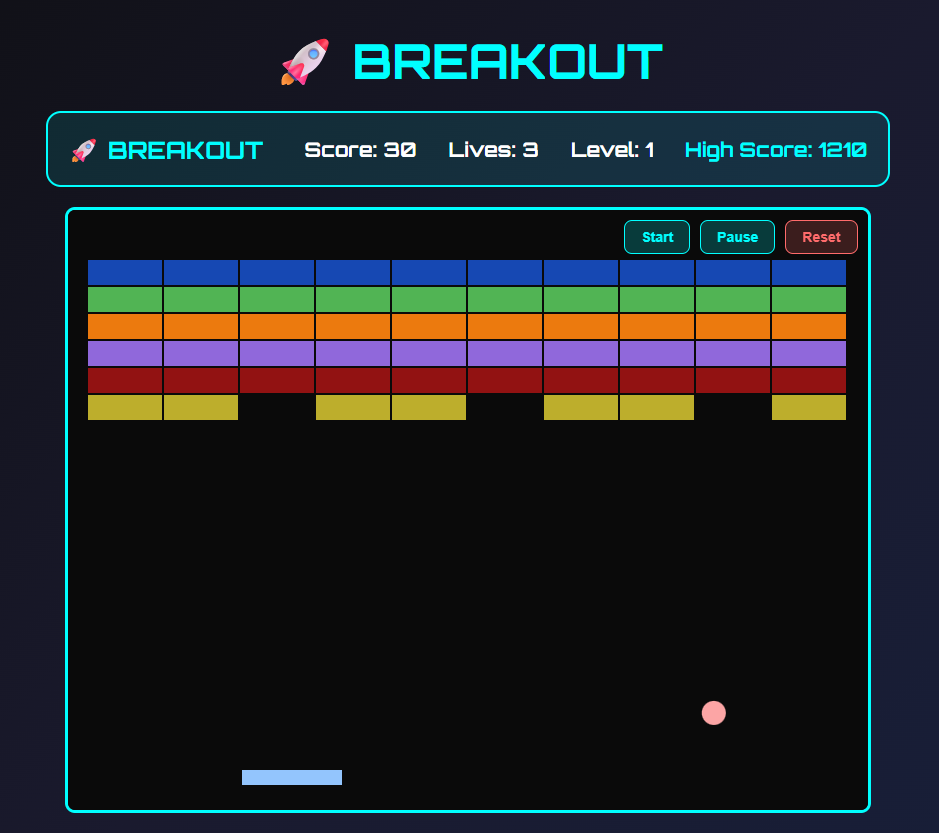 🚀 BREAKOUT
🚀 BREAKOUT Score: 30 Lives: 3 Level: 1 High Score: 1210
Start Pause Reset